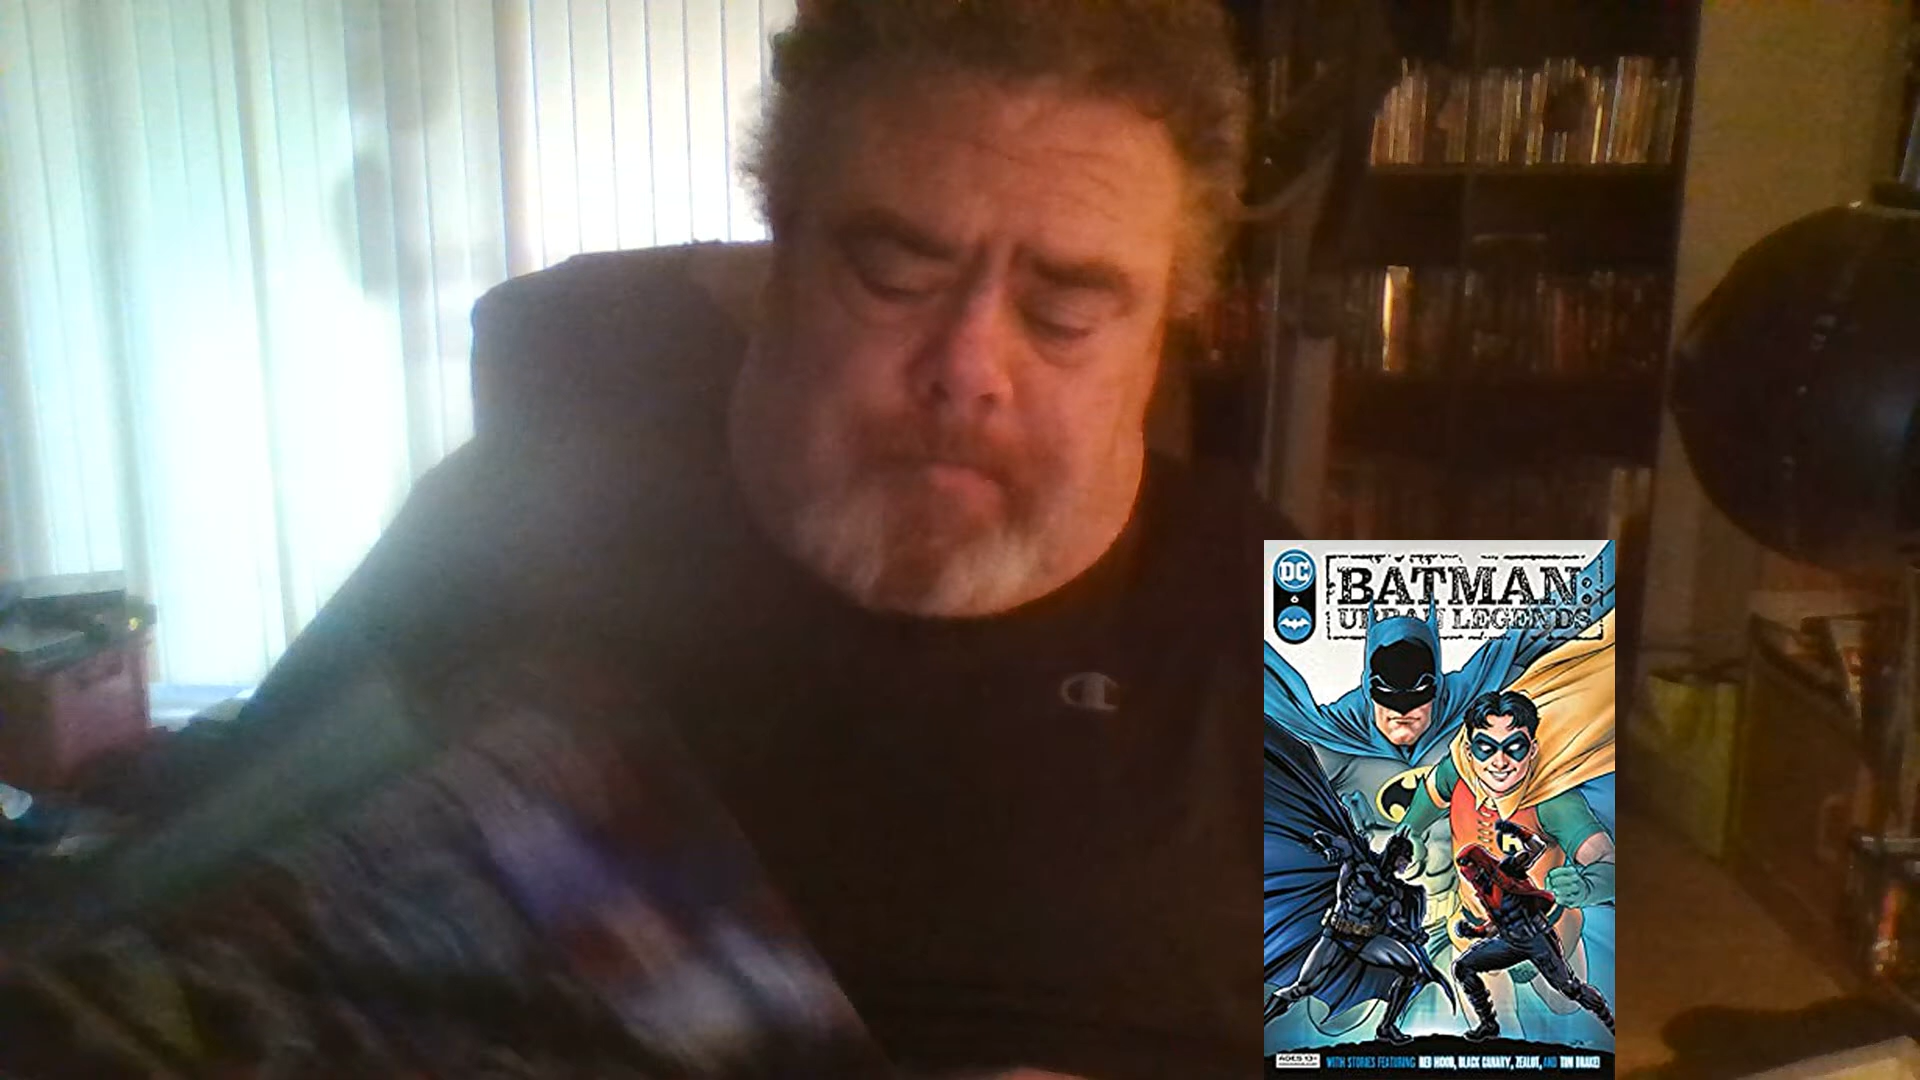 DC
6
BATMAN:
URBAN LEGENDS
R
AGES 13+
WITH STORIES FEATURING RED HOOD, BLACK CANARY, ZEALOT, AND TIM DRAKE!